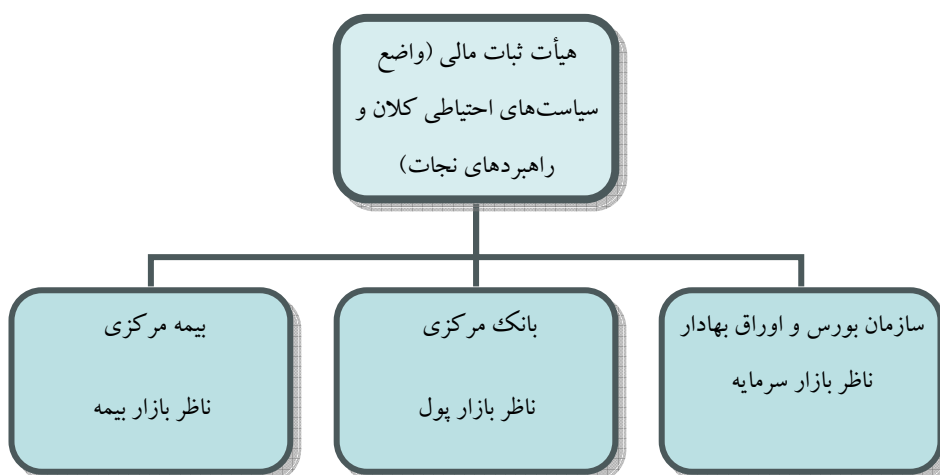 هیأت ثبات مالی (واضع
سیاست‌های احتیاطی کلان و
راهبردهای نجات)
سازمان بورس و اوراق بهادار
ناظر بازار سرمایه
بانک مرکزی
ناظر بازار پول
بیمه مرکزی
ناظر بازار بیمه